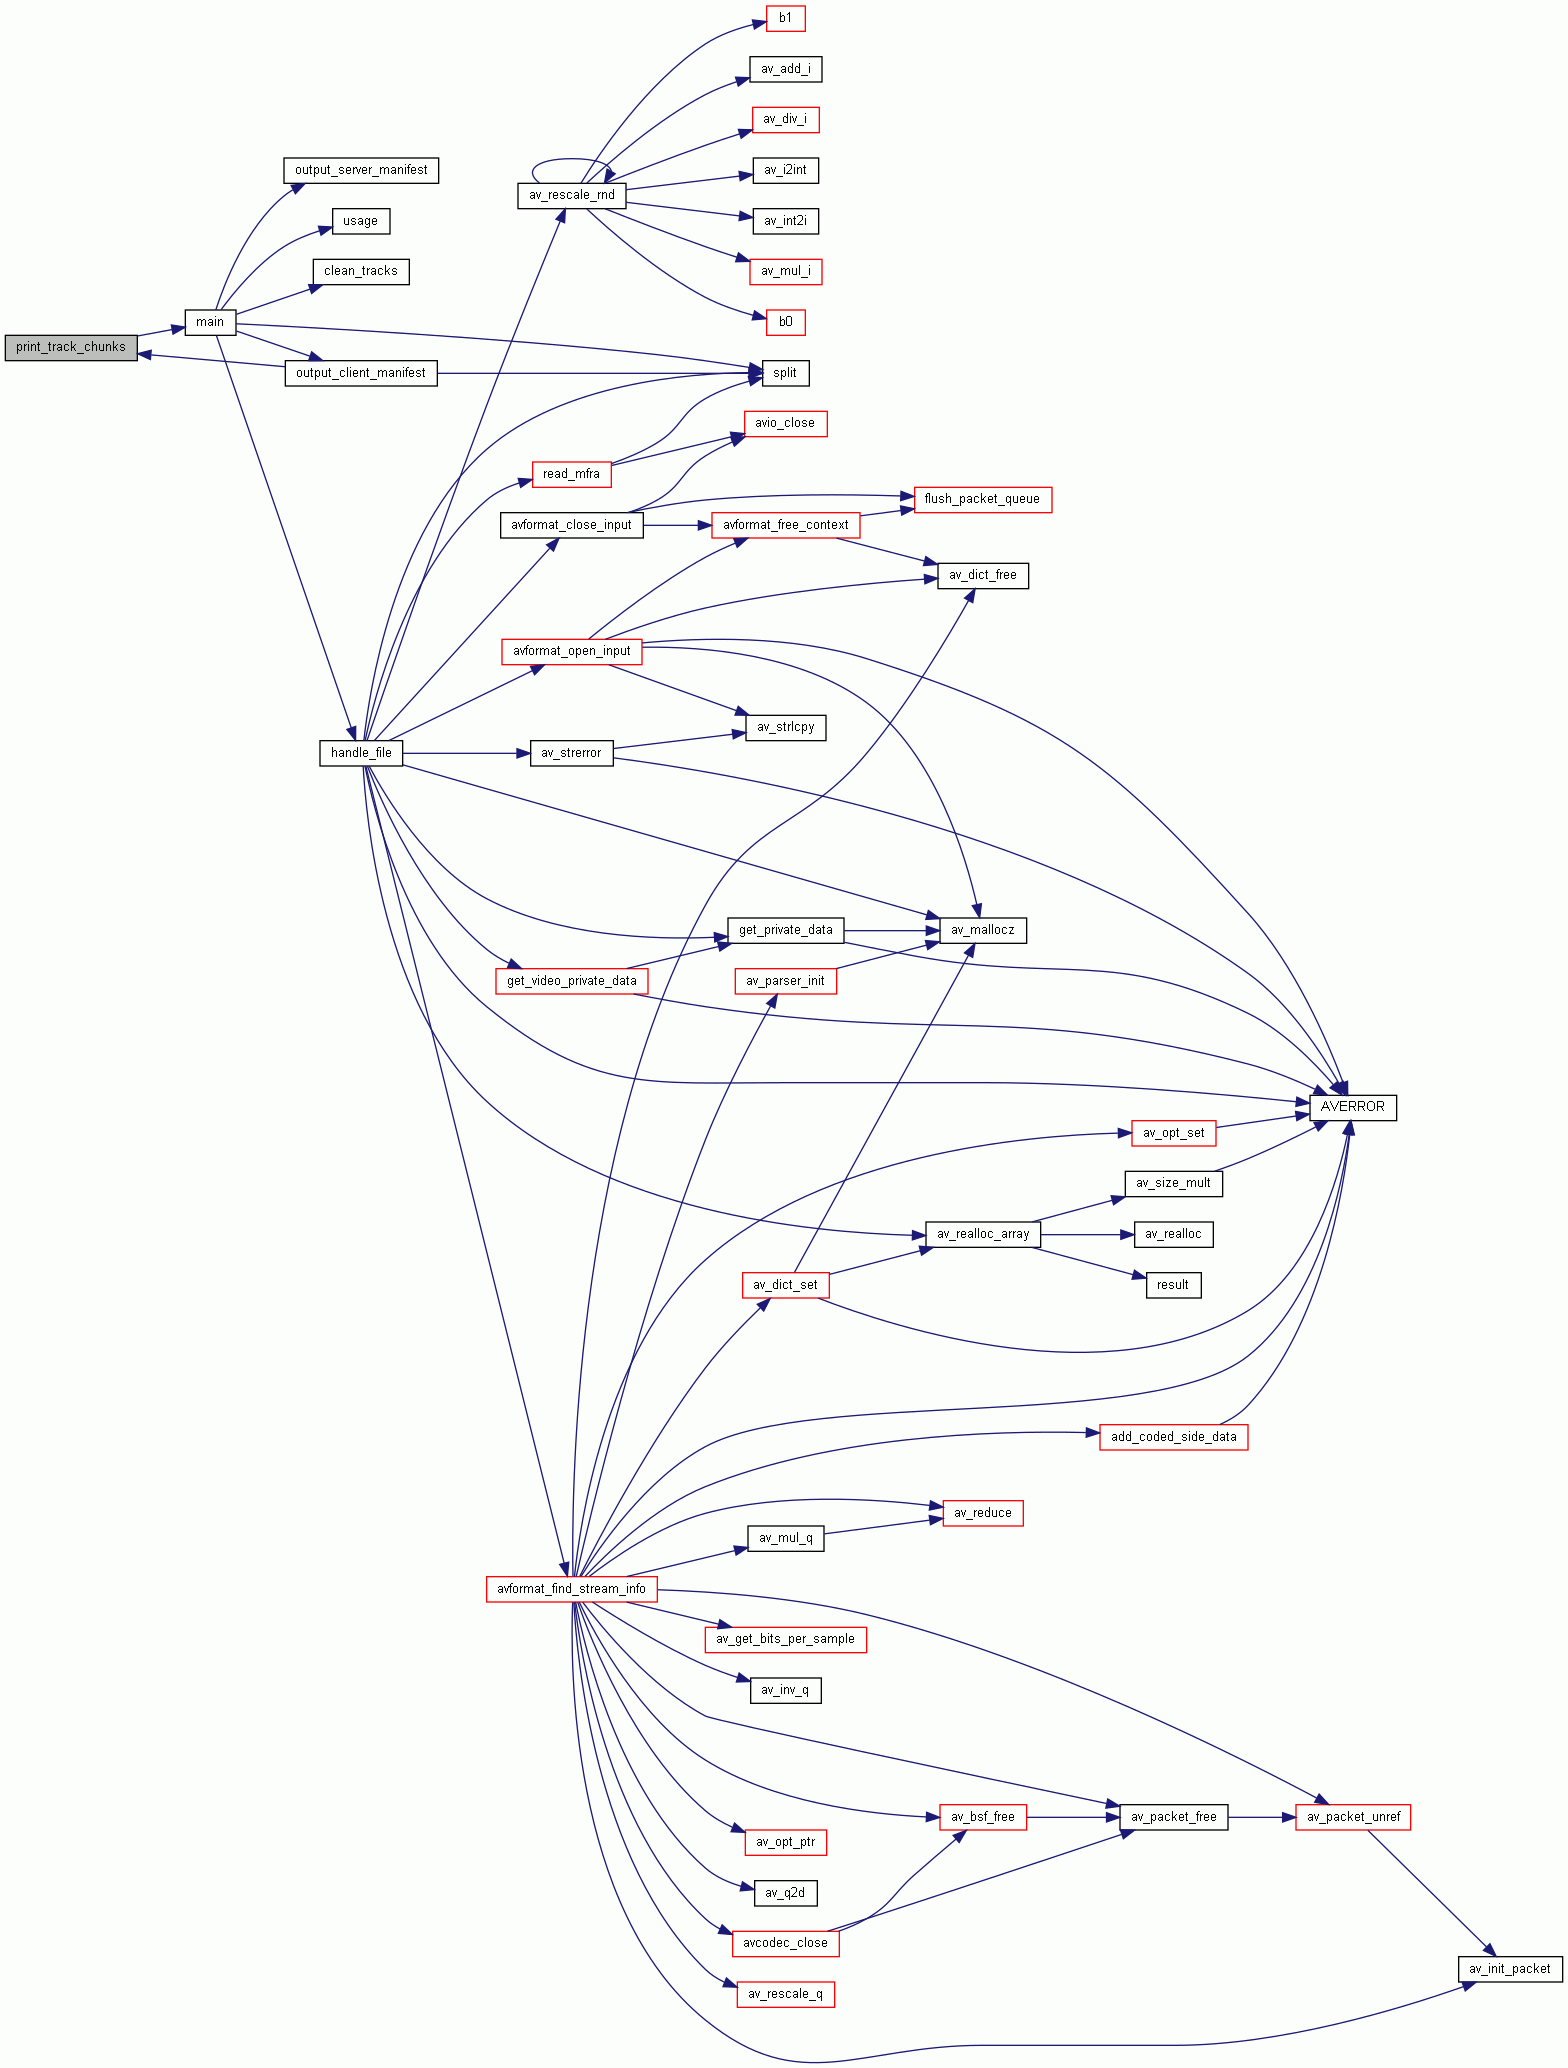 b1
av_add_i
av_div_i
output_server_manifest
av_i2int
av_rescale_rnd
usage
av_int2i
clean_tracks
av_mul_i
main
b0
print_track_chunks
output_client_manifest
split
avio_close
read_mfra
flush_packet_queue
avformat_close_input
avformat_free_context
av_dict_free
avformat_open_input
av_strlcpy
handle_file
av_strerror
get_private_data
av_mallocz
get_video_private_data
av_parser_init
AVERROR
av_opt_set
av_size_mult
av_realloc_array
av_realloc
av_dict_set
result
add_coded_side_data
av_reduce
av_mul_q
avformat_find_stream_info
av_get_bits_per_sample
av_inv_q
av_bsf_free
av_packet_free
av_packet_unref
av_opt_ptr
av_q2d
avcodec_close
av_init_packet
av_rescale_q